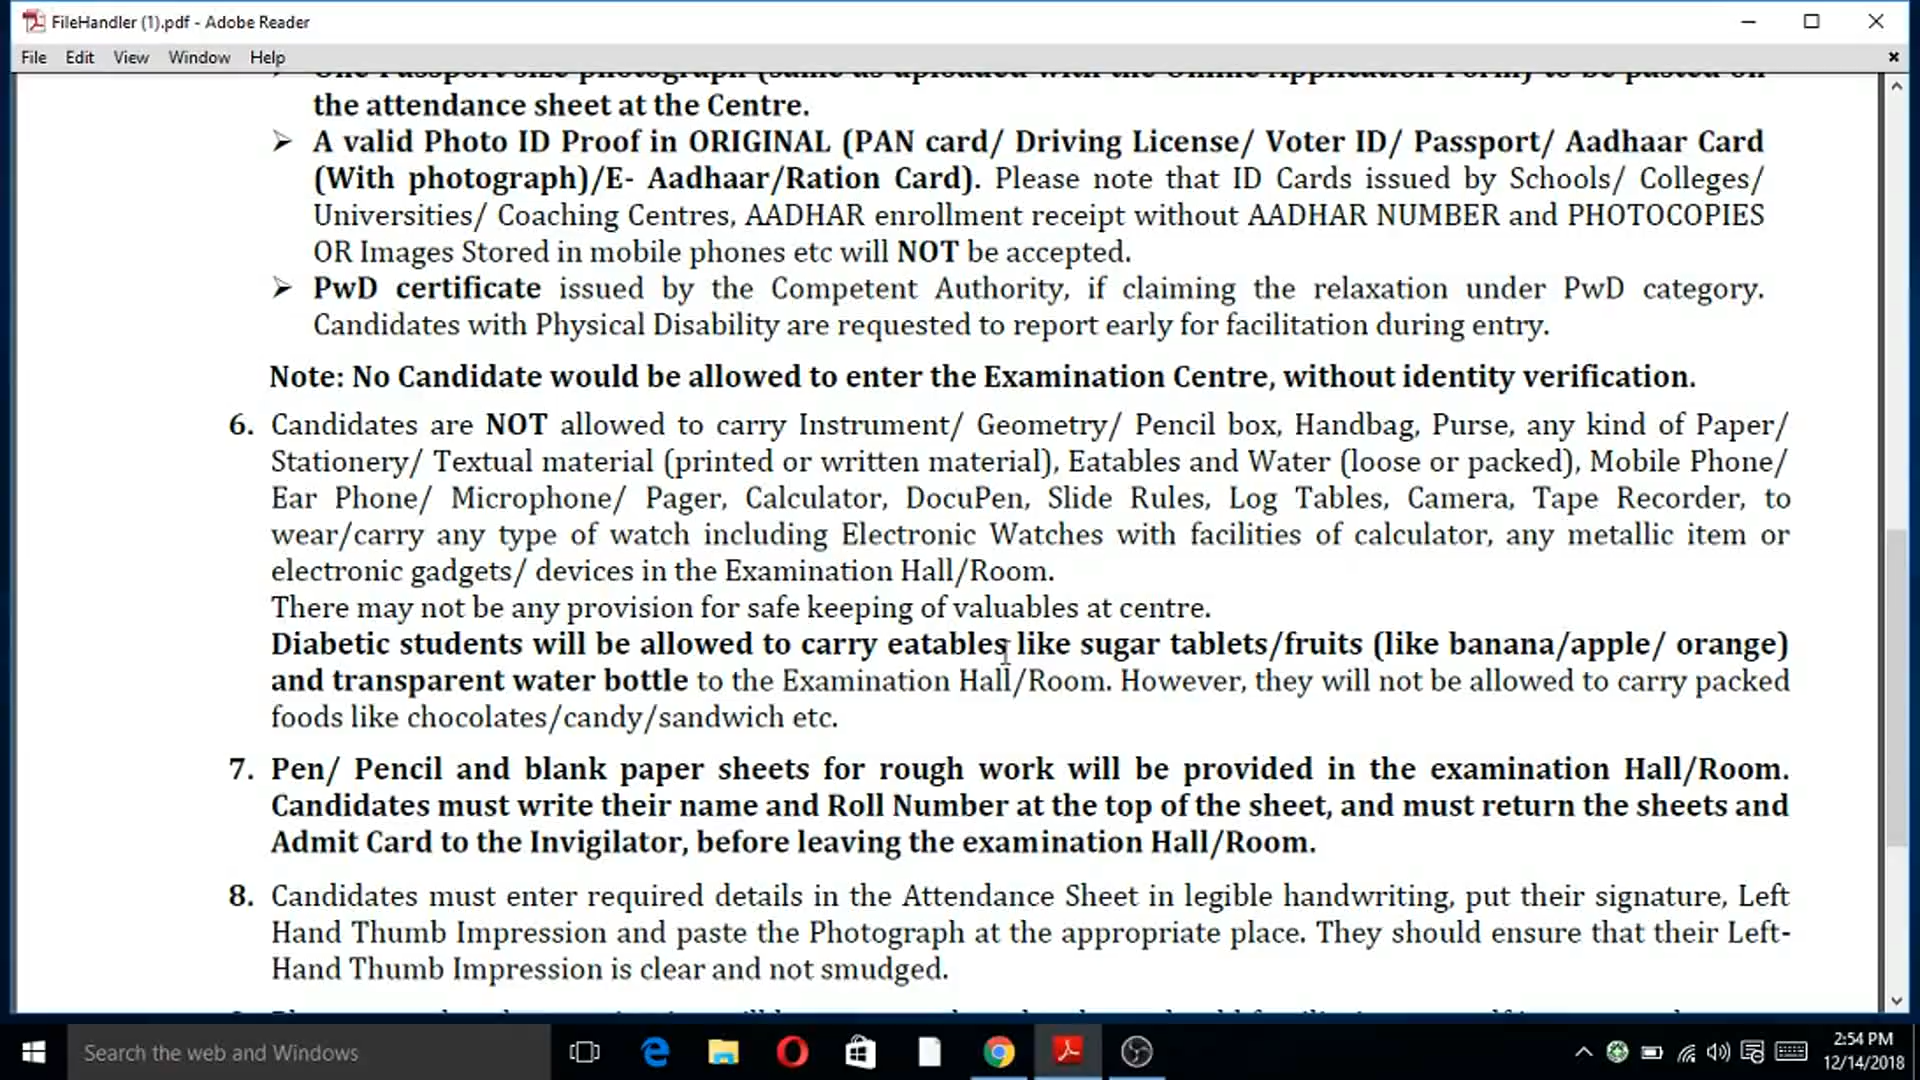 FileHandler (1).pdf - Adobe Reader
File Edit View Window Help
One Passport size photograph (same as uploaded with the Online Application Form) to be pasted on
the attendance sheet at the Centre.
➢ A valid Photo ID Proof in ORIGINAL (PAN card/ Driving License/ Voter ID/ Passport/ Aadhaar Card
(With photograph)/E- Aadhaar/Ration Card). Please note that ID Cards issued by Schools/ Colleges/
Universities/ Coaching Centres, AADHAR enrollment receipt without AADHAR NUMBER and PHOTOCOPIES
OR Images Stored in mobile phones etc will NOT be accepted.
➢ PwD certificate issued by the Competent Authority, if claiming the relaxation under PwD category.
Candidates with Physical Disability are requested to report early for facilitation during entry.
Note: No Candidate would be allowed to enter the Examination Centre, without identity verification.
6. Candidates are NOT allowed to carry Instrument/ Geometry/ Pencil box, Handbag, Purse, any kind of Paper/
Stationery/ Textual material (printed or written material), Eatables and Water (loose or packed), Mobile Phone/
Ear Phone/ Microphone/ Pager, Calculator, DocuPen, Slide Rules, Log Tables, Camera, Tape Recorder, to
wear/carry any type of watch including Electronic Watches with facilities of calculator, any metallic item or
electronic gadgets/ devices in the Examination Hall/Room.
There may not be any provision for safe keeping of valuables at centre.
Diabetic students will be allowed to carry eatables like sugar tablets/fruits (like banana/apple/ orange)
and transparent water bottle to the Examination Hall/Room. However, they will not be allowed to carry packed
foods like chocolates/candy/sandwich etc.
7. Pen/ Pencil and blank paper sheets for rough work will be provided in the examination Hall/Room.
Candidates must write their name and Roll Number at the top of the sheet, and must return the sheets and
Admit Card to the Invigilator, before leaving the examination Hall/Room.
8. Candidates must enter required details in the Attendance Sheet in legible handwriting, put their signature, Left
Hand Thumb Impression and paste the Photograph at the appropriate place. They should ensure that their Left-
Hand Thumb Impression is clear and not smudged.
Search the web and Windows
2:54 PM
12/14/2018